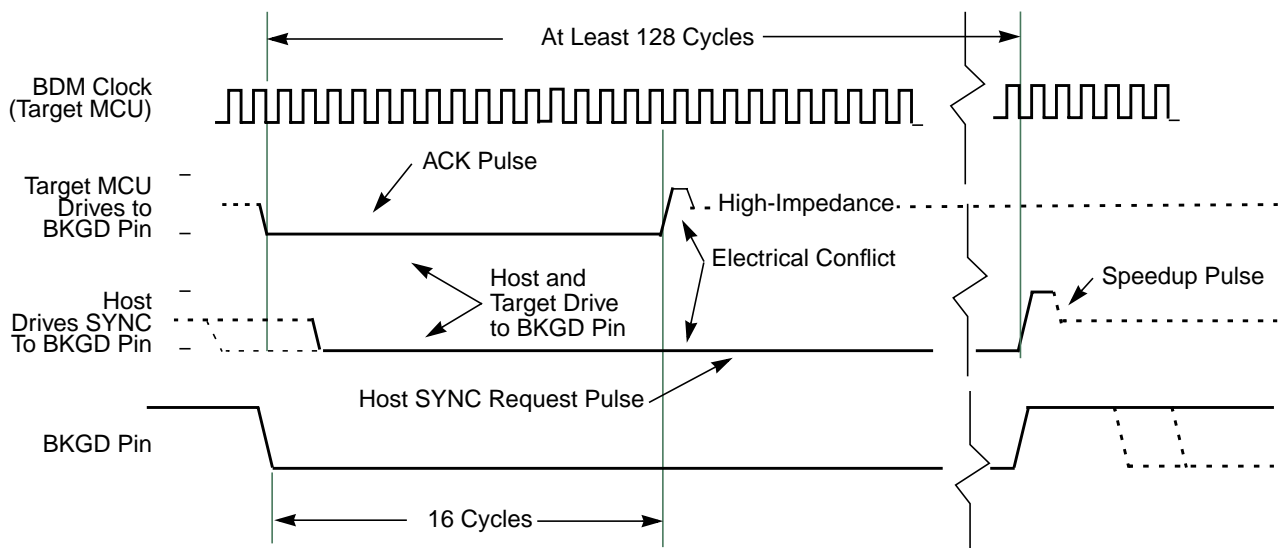 At Least 128 Cycles
BDM Clock
(Target MCU)
ACK Pulse
Target MCU
Drives to
BKGD Pin
High-Impedance
Electrical Conflict
Host and
Target Drive
to BKGD Pin
Speedup Pulse
Host
Drives SYNC
To BKGD Pin
Host SYNC Request Pulse
BKGD Pin
16 Cycles